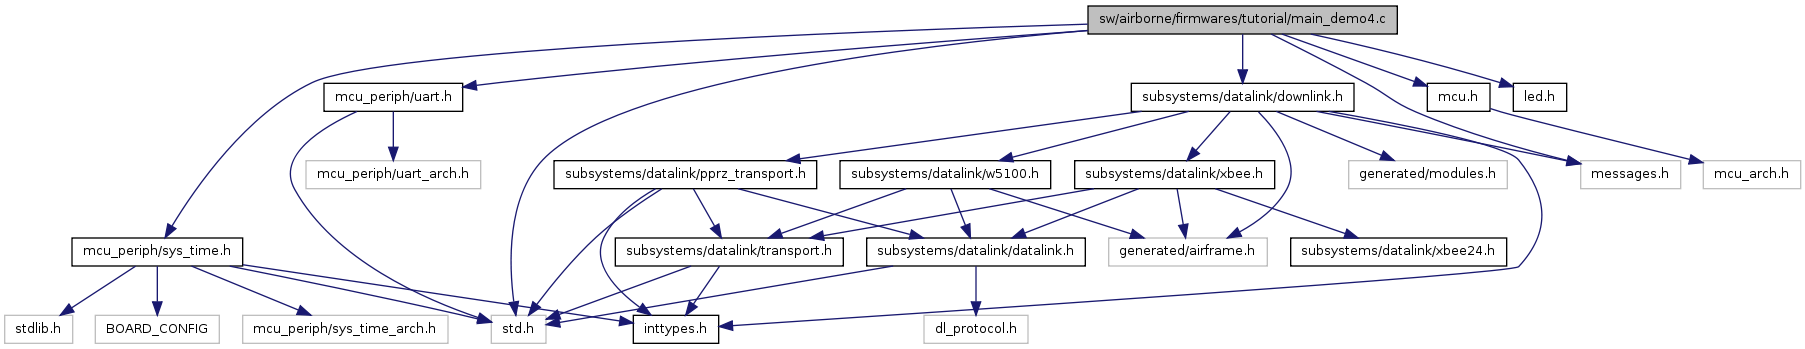 sw/airborne/firmwares/tutorial/main_demo4.c
mcu_periph/uart.h
subsystems/datalink/downlink.h
mcu.h
led.h
mcu_periph/uart_arch.h
subsystems/datalink/pprz_transport.h
subsystems/datalink/w5100.h
subsystems/datalink/xbee.h
generated/modules.h
messages.h
mcu_arch.h
mcu_periph/sys_time.h
subsystems/datalink/transport.h
subsystems/datalink/datalink.h
generated/airframe.h
subsystems/datalink/xbee24.h
stdlib.h
BOARD_CONFIG
mcu_periph/sys_time_arch.h
std.h
inttypes.h
dl_protocol.h